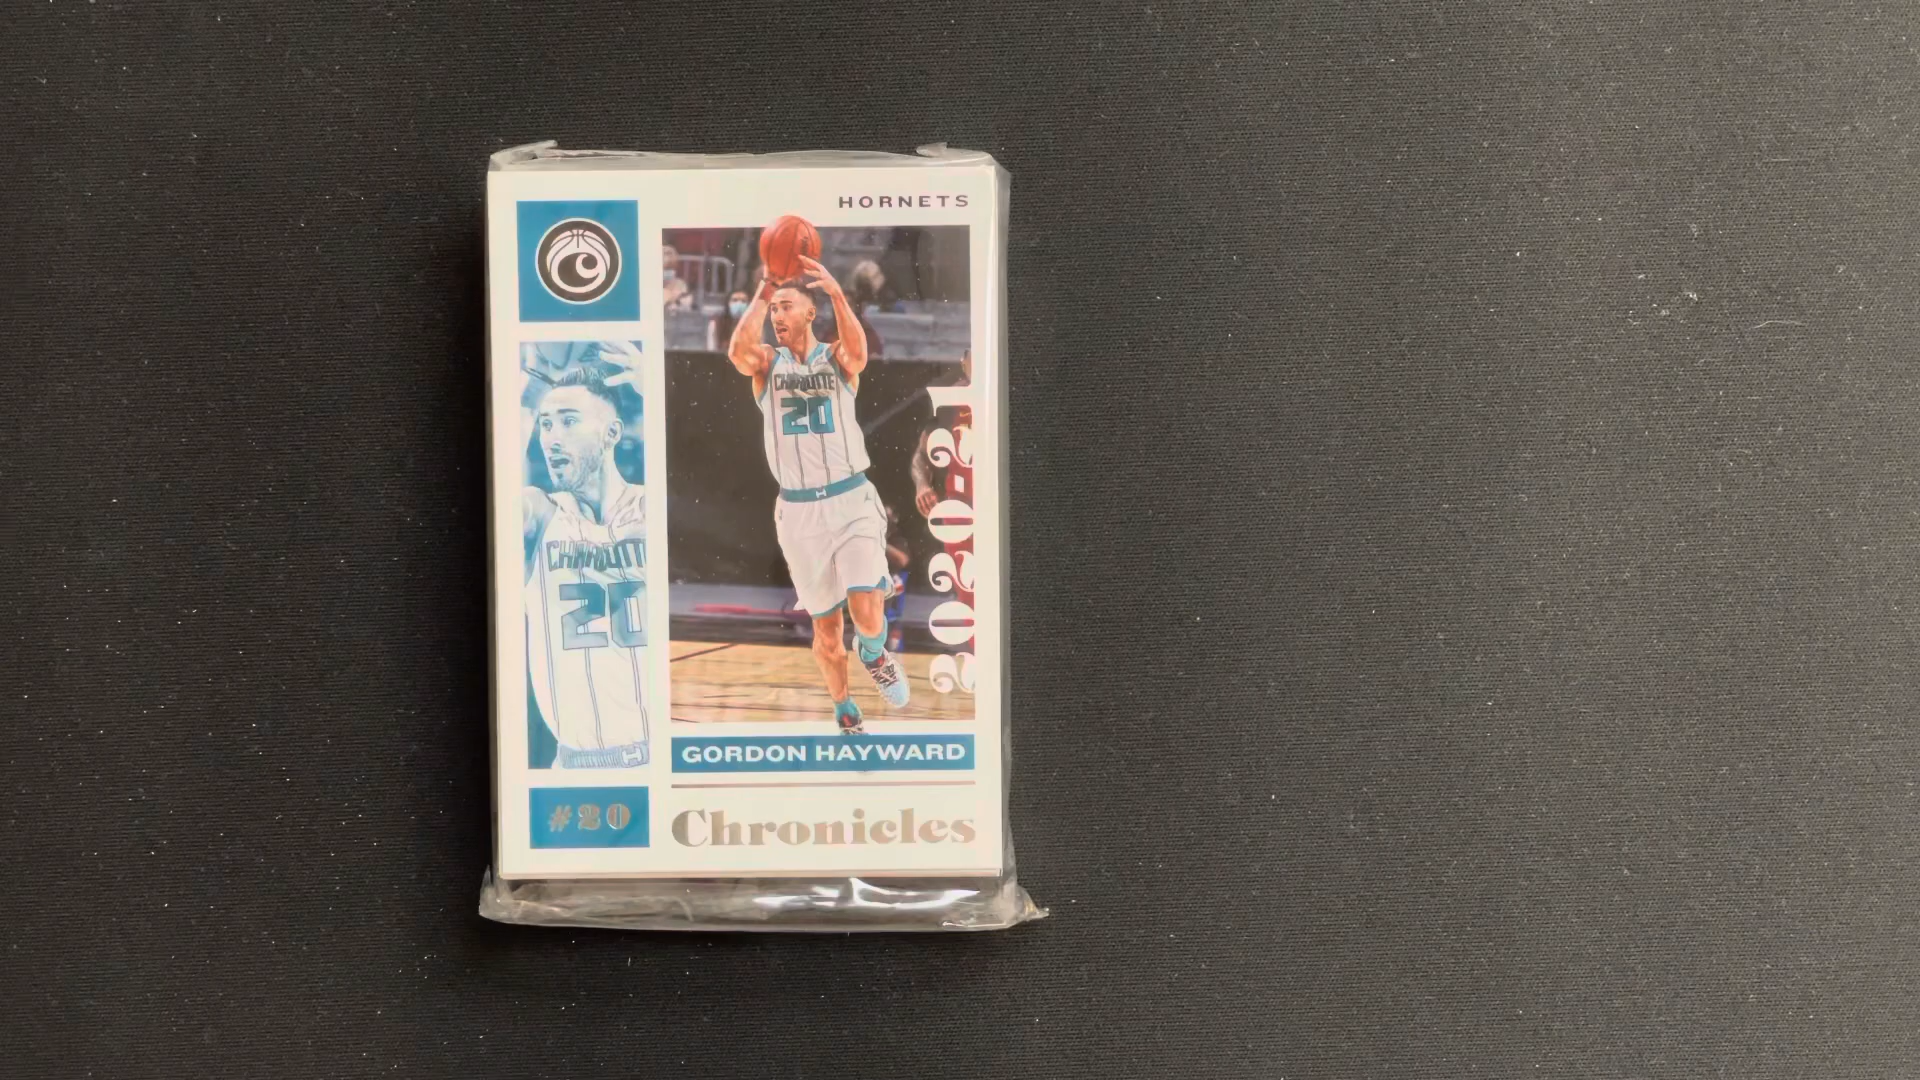 HORNETS
CHARLOTTE
20
2020-21
CHARLOTTE
20
GORDON HAYWARD
#20
Chronicles